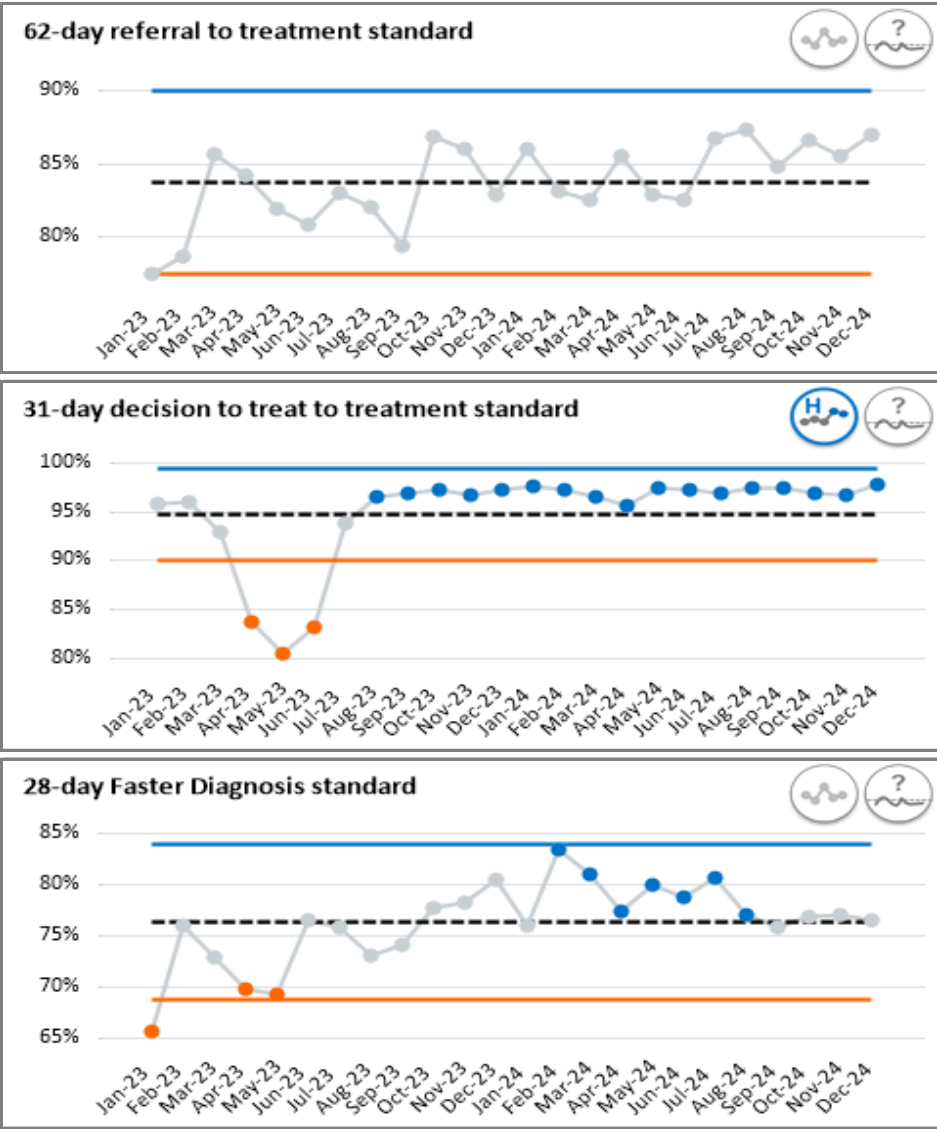 62-day referral to treatment standard
?
90%
85%
80%
Jan-23 Feb-23 Mar-23 Apr-23 May-23 Jun-23 Jul-23 Aug-23 Sep-23 Oct-23 Nov-23 Dec-23 Jan-24 Feb-24 Mar-24 Apr-24 May-24 Jun-24 Jul-24 Aug-24 Sep-24 Oct-24 Nov-24 Dec-24
31-day decision to treat to treatment standard
H ?
100%
95%
90%
85%
80%
Jan-23 Feb-23 Mar-23 Apr-23 May-23 Jun-23 Jul-23 Aug-23 Sep-23 Oct-23 Nov-23 Dec-23 Jan-24 Feb-24 Mar-24 Apr-24 May-24 Jun-24 Jul-24 Aug-24 Sep-24 Oct-24 Nov-24 Dec-24
28-day Faster Diagnosis standard
?
85%
80%
75%
70%
65%
Jan-23 Feb-23 Mar-23 Apr-23 May-23 Jun-23 Jul-23 Aug-23 Sep-23 Oct-23 Nov-23 Dec-23 Jan-24 Feb-24 Mar-24 Apr-24 May-24 Jun-24 Jul-24 Aug-24 Sep-24 Oct-24 Nov-24 Dec-24